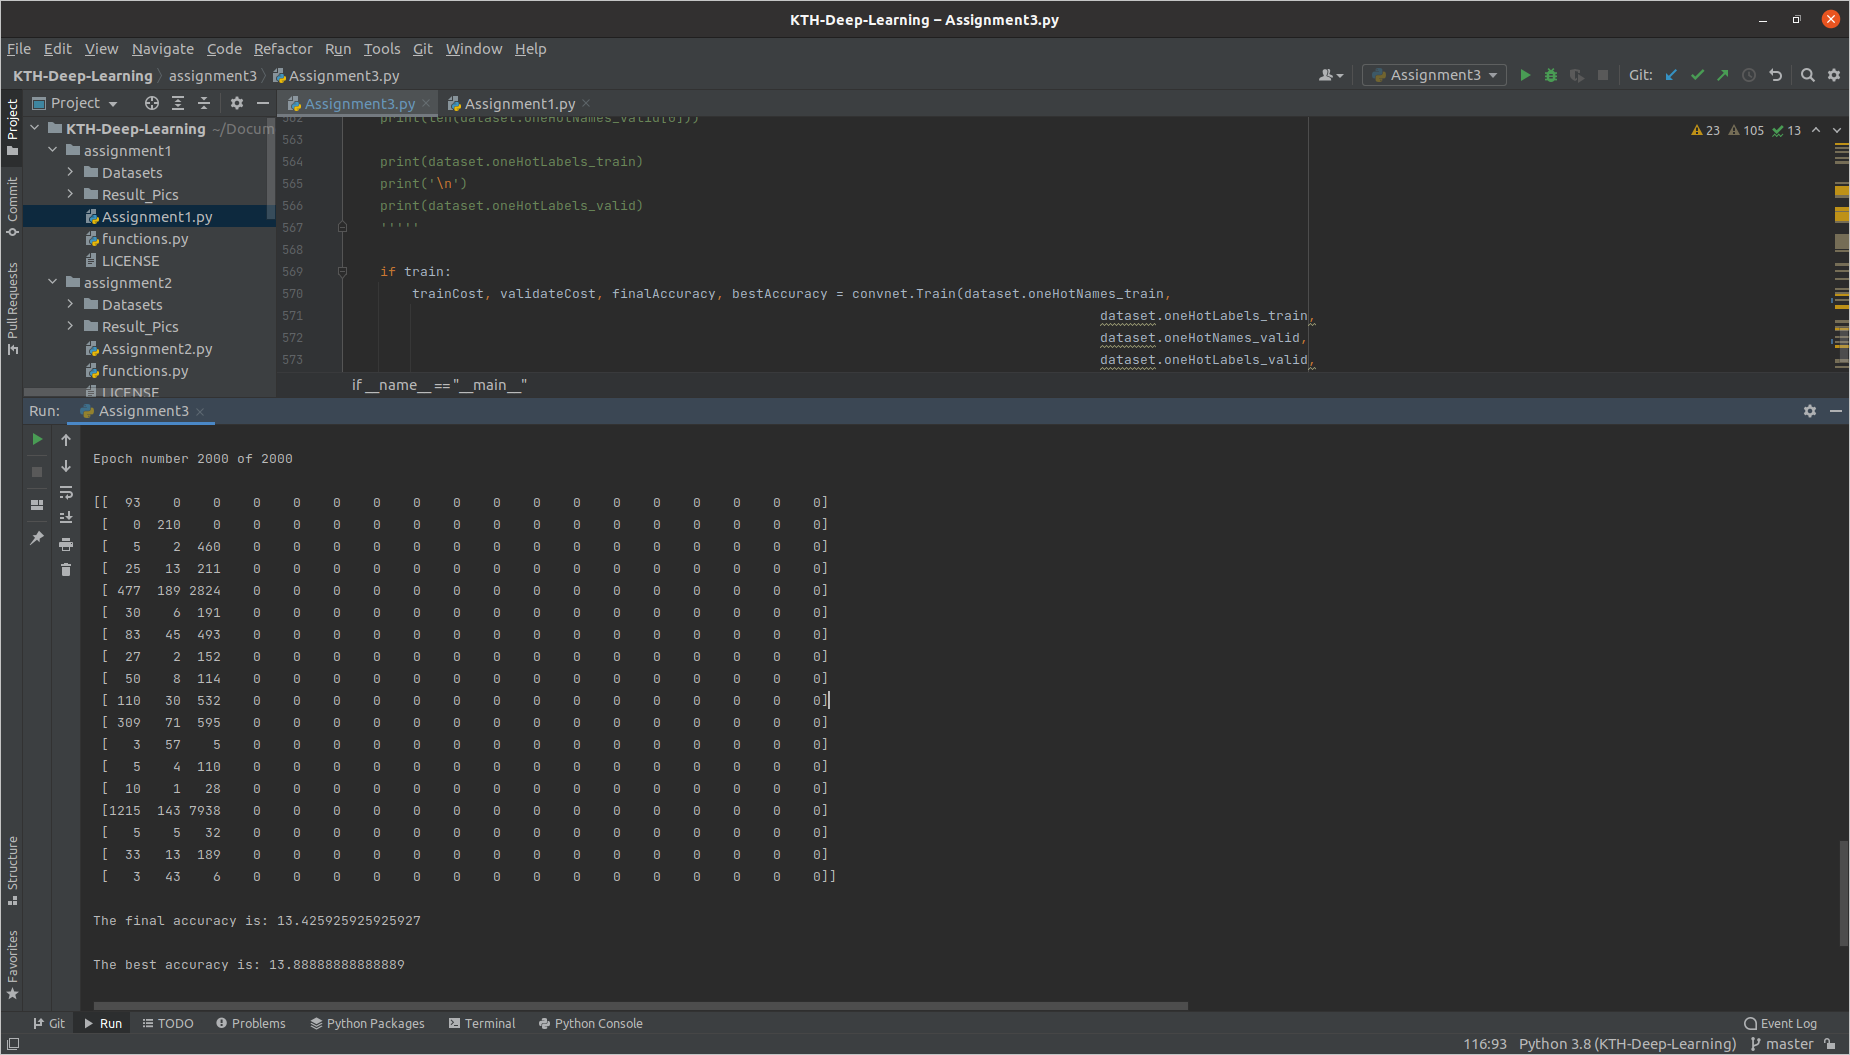 KTH-Deep-Learning – Assignment3.py
File Edit View Navigate Code Refactor Run Tools Git Window Help
KTH-Deep-Learning assignment3 Assignment3.py
Assignment3 Git:
Project
Assignment3.py Assignment1.py
KTH-Deep-Learning ~/Docum
assignment1
Datasets
Result_Pics
Assignment1.py
functions.py
LICENSE
assignment2
Datasets
Result_Pics
Assignment2.py
functions.py
LICENSE
Project
Commit
Pull Requests
Structure
Favorites
23 105 13
562 print(len(dataset.oneHotNames_valid[0]))
563
564 print(dataset.oneHotLabels_train)
565 print('\n')
566 print(dataset.oneHotLabels_valid)
567 '''''
568
569 if train:
570 trainCost, validateCost, finalAccuracy, bestAccuracy = convnet.Train(dataset.oneHotNames_train,
571 dataset.oneHotLabels_train,
572 dataset.oneHotNames_valid,
573 dataset.oneHotLabels_valid,
if __name__ == "__main__"
Run: Assignment3
Epoch number 2000 of 2000
[[ 93 0 0 0 0 0 0 0 0 0 0 0 0 0 0 0 0 0]
[ 0 210 0 0 0 0 0 0 0 0 0 0 0 0 0 0 0 0]
[ 5 2 460 0 0 0 0 0 0 0 0 0 0 0 0 0 0 0]
[ 25 13 211 0 0 0 0 0 0 0 0 0 0 0 0 0 0 0]
[ 477 189 2824 0 0 0 0 0 0 0 0 0 0 0 0 0 0 0]
[ 30 6 191 0 0 0 0 0 0 0 0 0 0 0 0 0 0 0]
[ 83 45 493 0 0 0 0 0 0 0 0 0 0 0 0 0 0 0]
[ 27 2 152 0 0 0 0 0 0 0 0 0 0 0 0 0 0 0]
[ 50 8 114 0 0 0 0 0 0 0 0 0 0 0 0 0 0 0]
[ 110 30 532 0 0 0 0 0 0 0 0 0 0 0 0 0 0 0]
[ 309 71 595 0 0 0 0 0 0 0 0 0 0 0 0 0 0 0]
[ 3 57 5 0 0 0 0 0 0 0 0 0 0 0 0 0 0 0]
[ 5 4 110 0 0 0 0 0 0 0 0 0 0 0 0 0 0 0]
[ 10 1 28 0 0 0 0 0 0 0 0 0 0 0 0 0 0 0]
[1215 143 7938 0 0 0 0 0 0 0 0 0 0 0 0 0 0 0]
[ 5 5 32 0 0 0 0 0 0 0 0 0 0 0 0 0 0 0]
[ 33 13 189 0 0 0 0 0 0 0 0 0 0 0 0 0 0 0]
[ 3 43 6 0 0 0 0 0 0 0 0 0 0 0 0 0 0 0]]
The final accuracy is: 13.425925925925927
The best accuracy is: 13.88888888888889
Git Run TODO Problems Python Packages Terminal Python Console Event Log
116:93 Python 3.8 (KTH-Deep-Learning) master